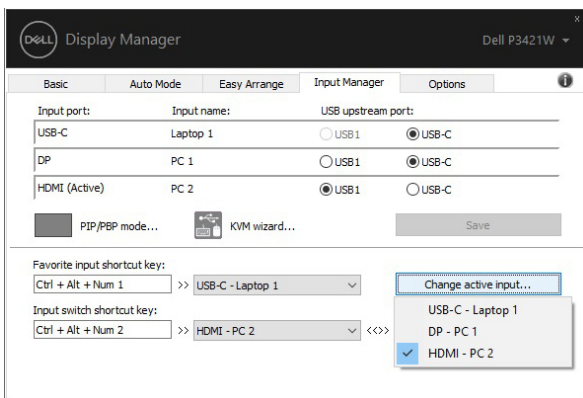 x
DELL Display Manager Dell P3421W
Basic Auto Mode Easy Arrange Input Manager Options i
Input port: Input name: USB upstream port:
USB-C Laptop 1 USB1 USB-C
DP PC 1 USB1 USB-C
HDMI (Active) PC 2 USB1 USB-C
PIP/PBP mode... KVM wizard... Save
Favorite input shortcut key:
Ctrl + Alt + Num 1 >> USB-C - Laptop 1 Change active input...
Input switch shortcut key:
Ctrl + Alt + Num 2 >> HDMI - PC 2 <<>>
USB-C - Laptop 1
DP - PC 1
HDMI - PC 2